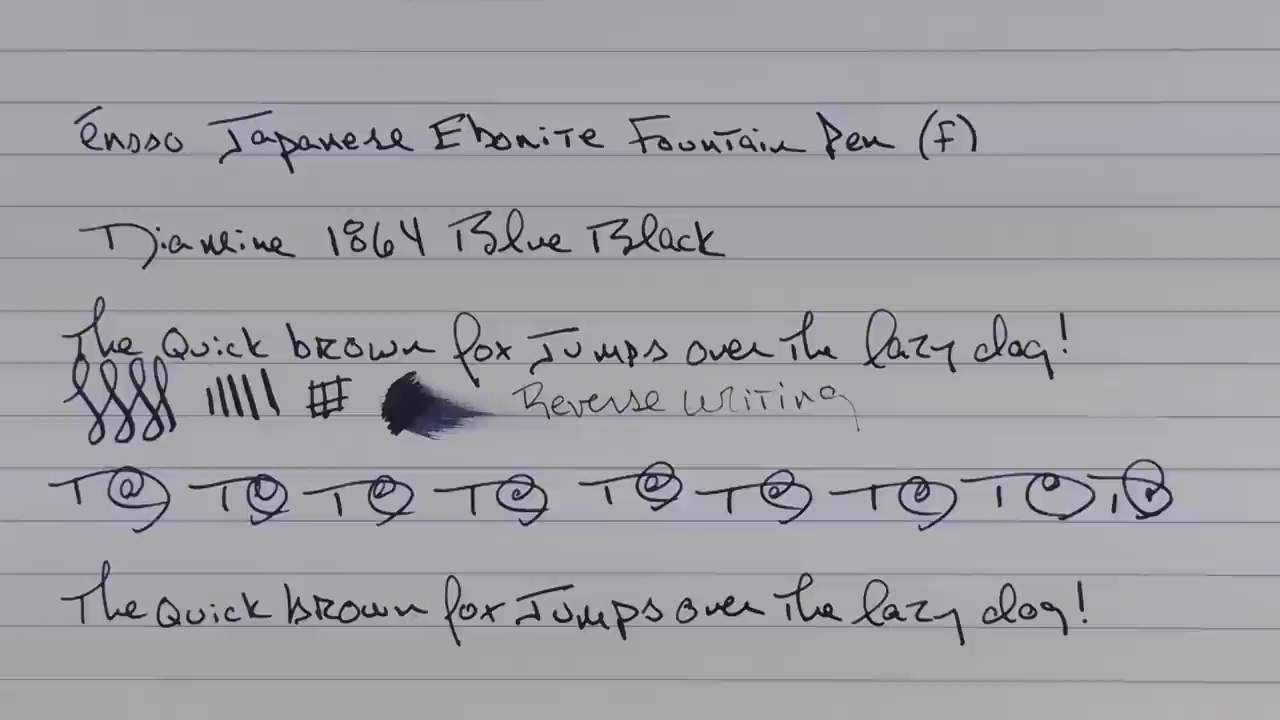 Ēnsso Japanese Ebonite Fountain Pen (F)
Diamine 1864 Blue Black
The Quick brown fox Jumps over The lazy dog!
Reverse writing
The Quick brown fox Jumps over The lazy dog!